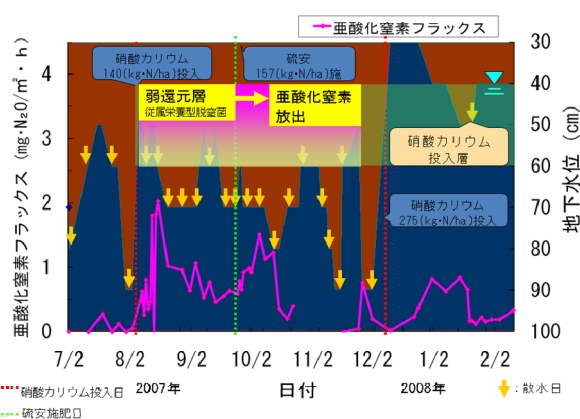 亜酸化窒素フラックス
亜酸化窒素フラックス (mg・N₂O/㎡・h)
4
3
2
1
0
硝酸カリウム
140(kg・N/ha)投入
硫安
157(kg・N/ha)施
弱還元層
従属栄養型脱窒菌
亜酸化窒素
放出
硝酸カリウム
投入層
硝酸カリウム
275(kg・N/ha)投入
30
40
50
60
70
80
90
100
地下水位 (cm)
7/2
8/2
9/2
10/2
11/2
12/2
1/2
2/2
2007年
日付
2008年
硝酸カリウム投入日
硫安施肥日
:散水日